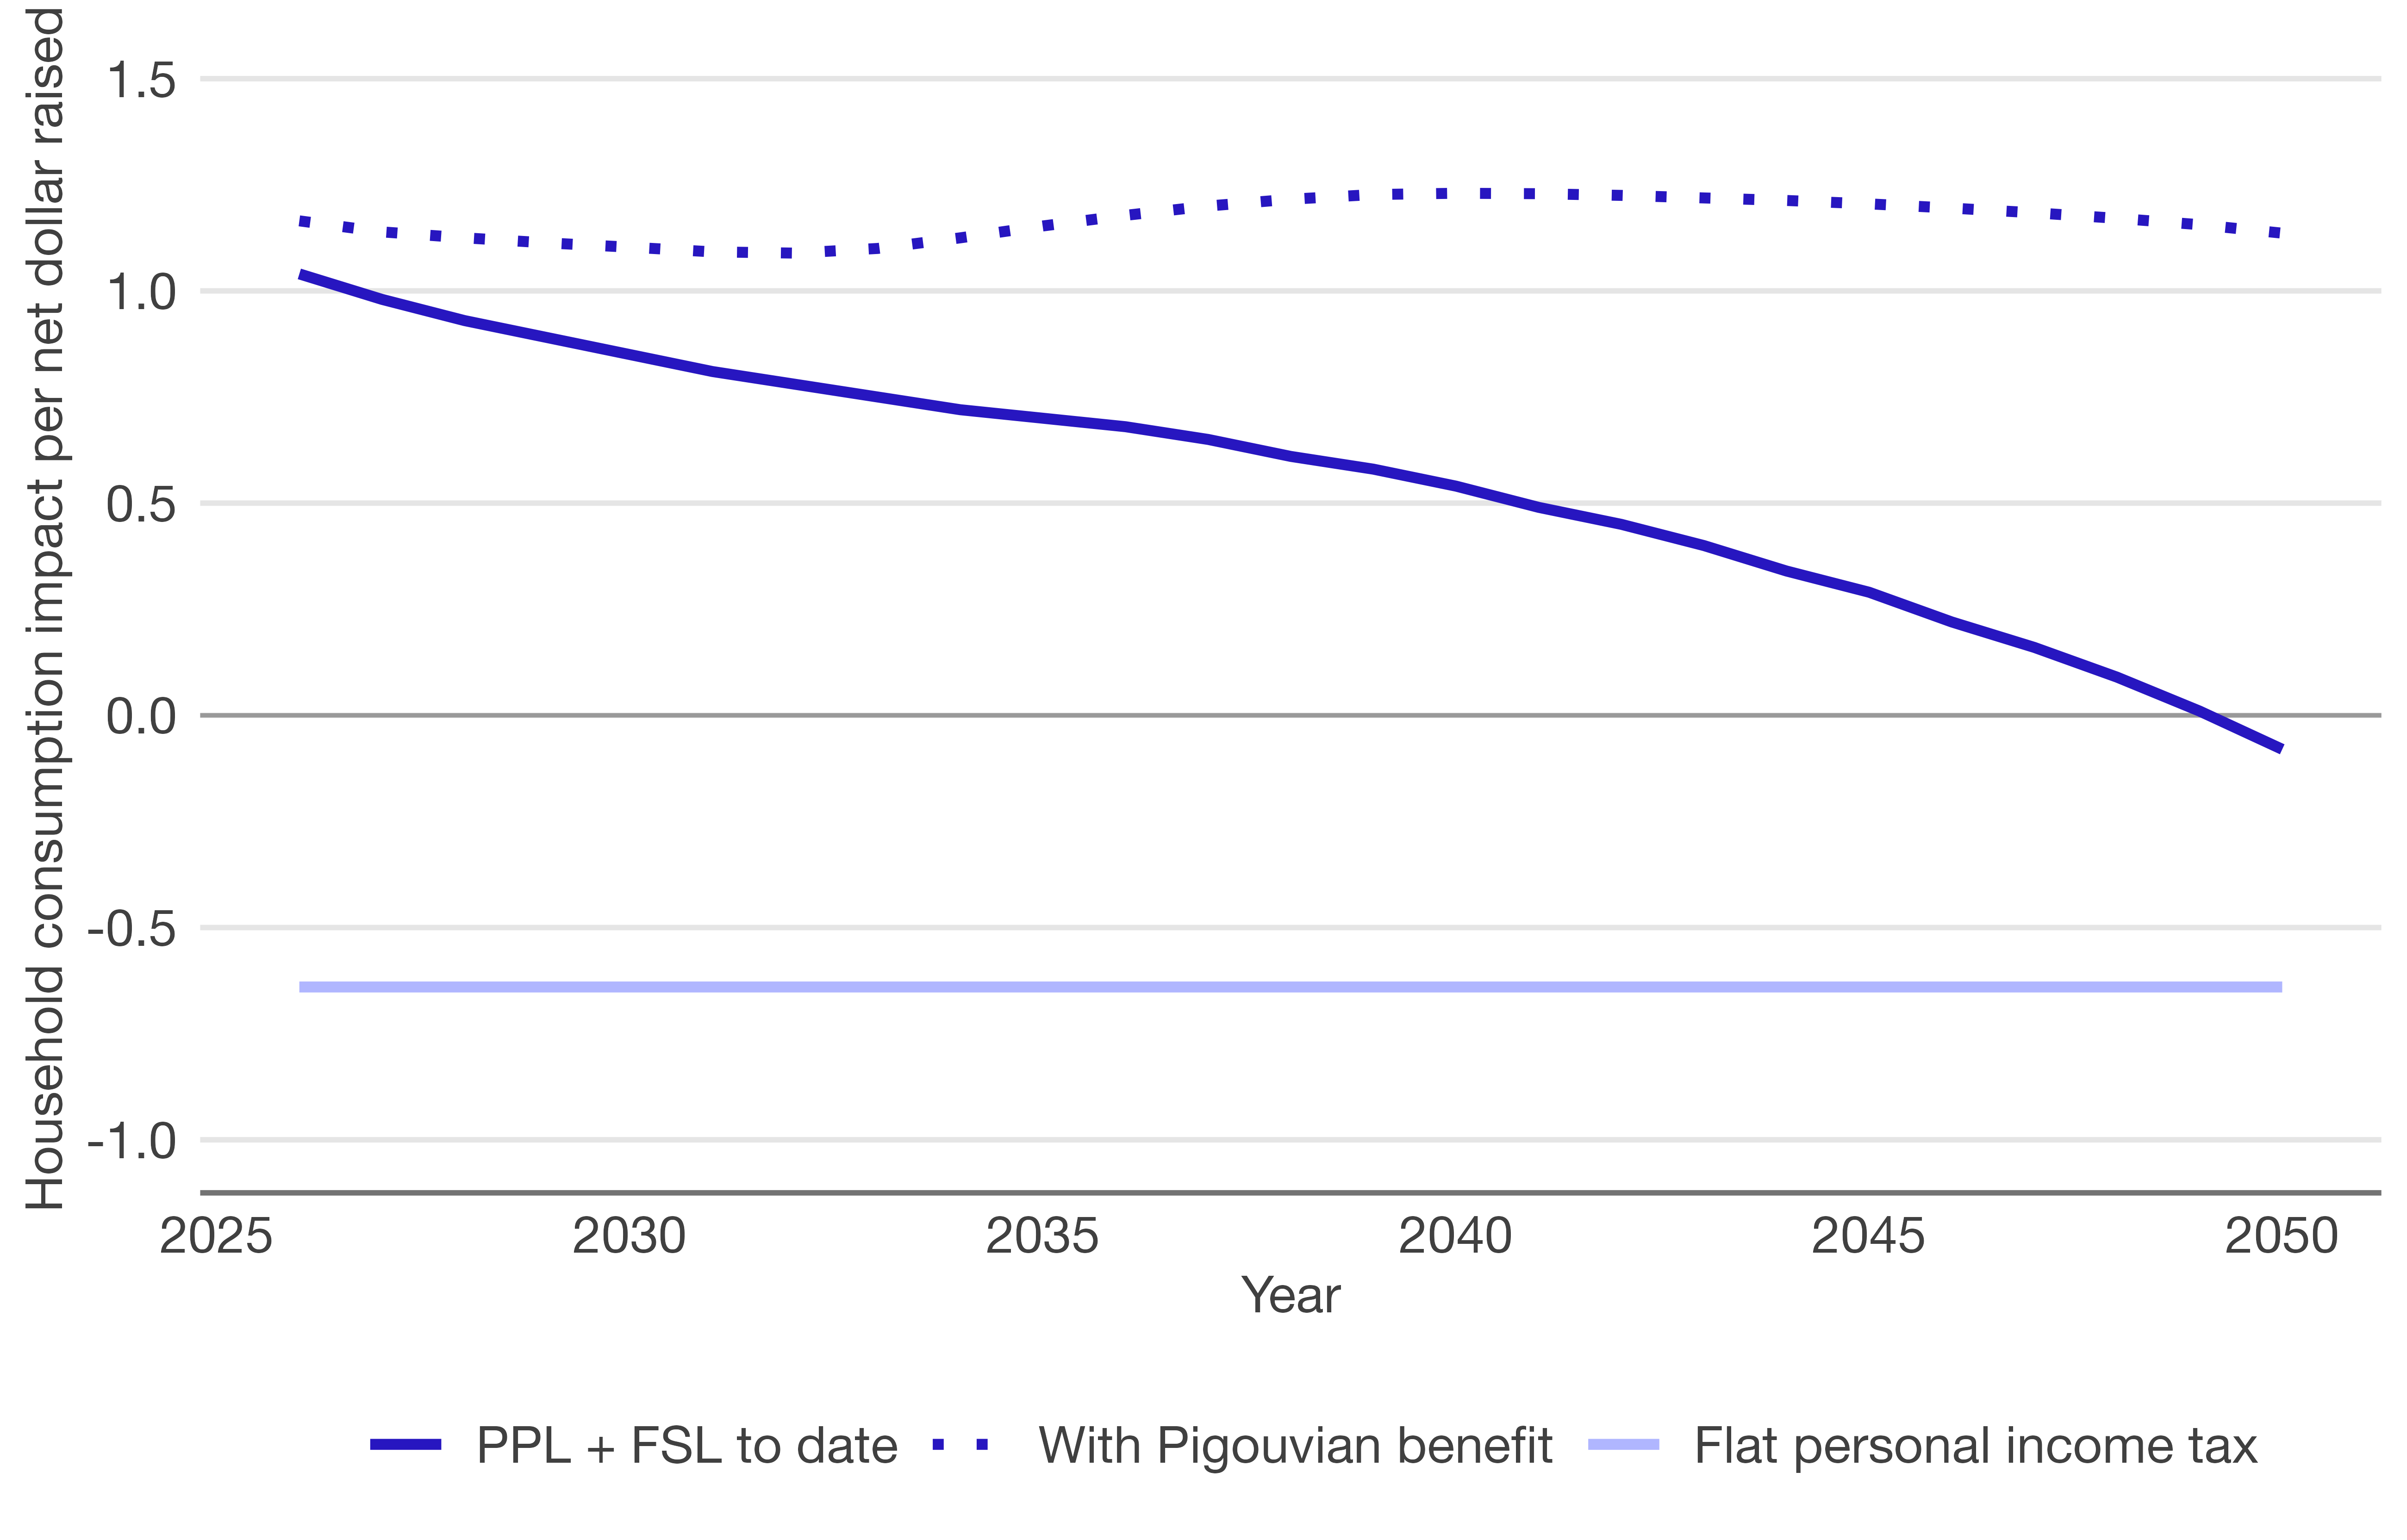 Household consumption impact per net dollar raised
1.5
1.0
0.5
0.0
-0.5
-1.0
2025 2030 2035 2040 2045 2050
Year
PPL + FSL to date With Pigouvian benefit Flat personal income tax